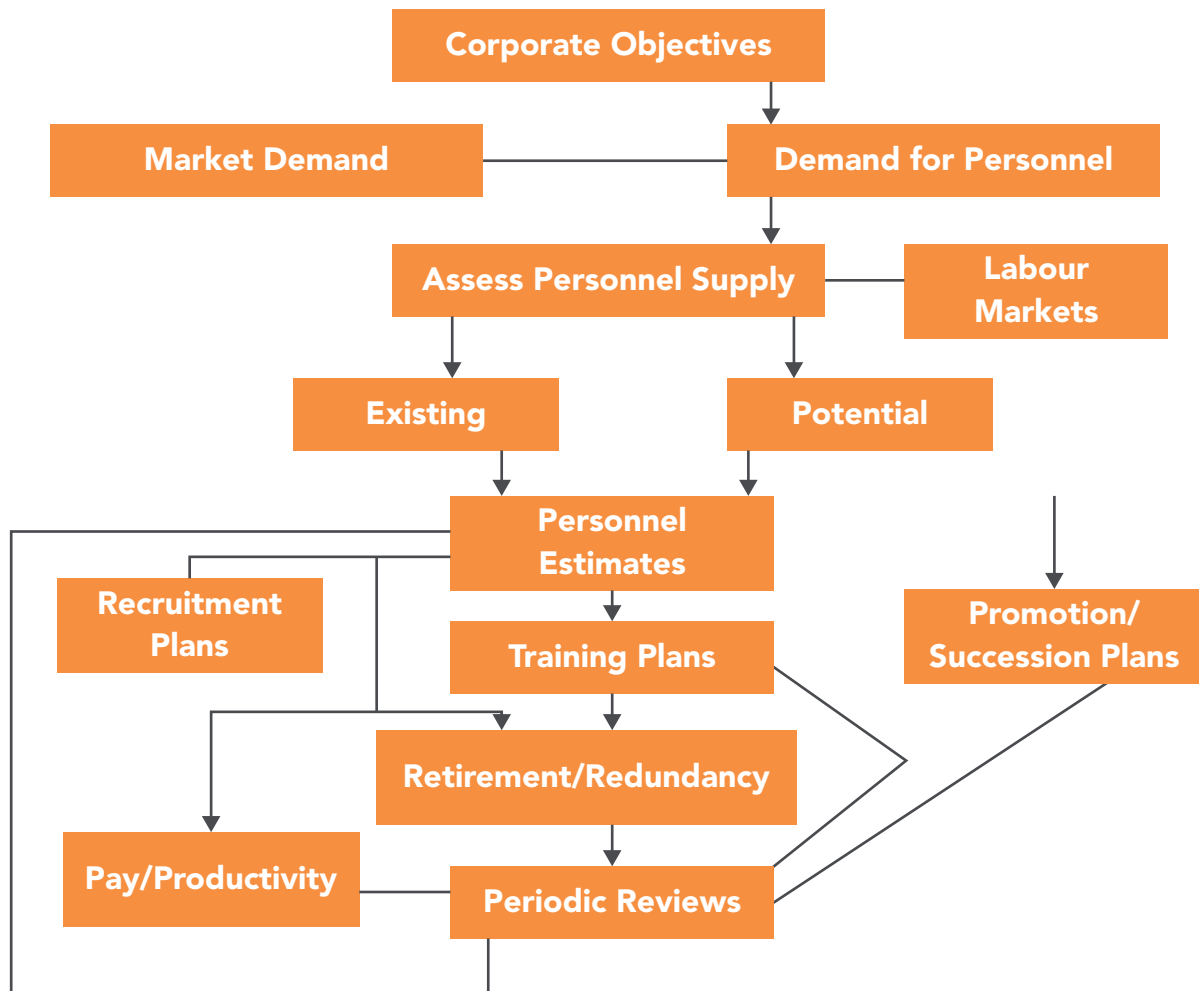 Corporate Objectives
Market Demand
Demand for Personnel
Assess Personnel Supply
Labour
Markets
Existing
Potential
Personnel
Estimates
Recruitment
Plans
Promotion/
Succession Plans
Training Plans
Retirement/Redundancy
Pay/Productivity
Periodic Reviews